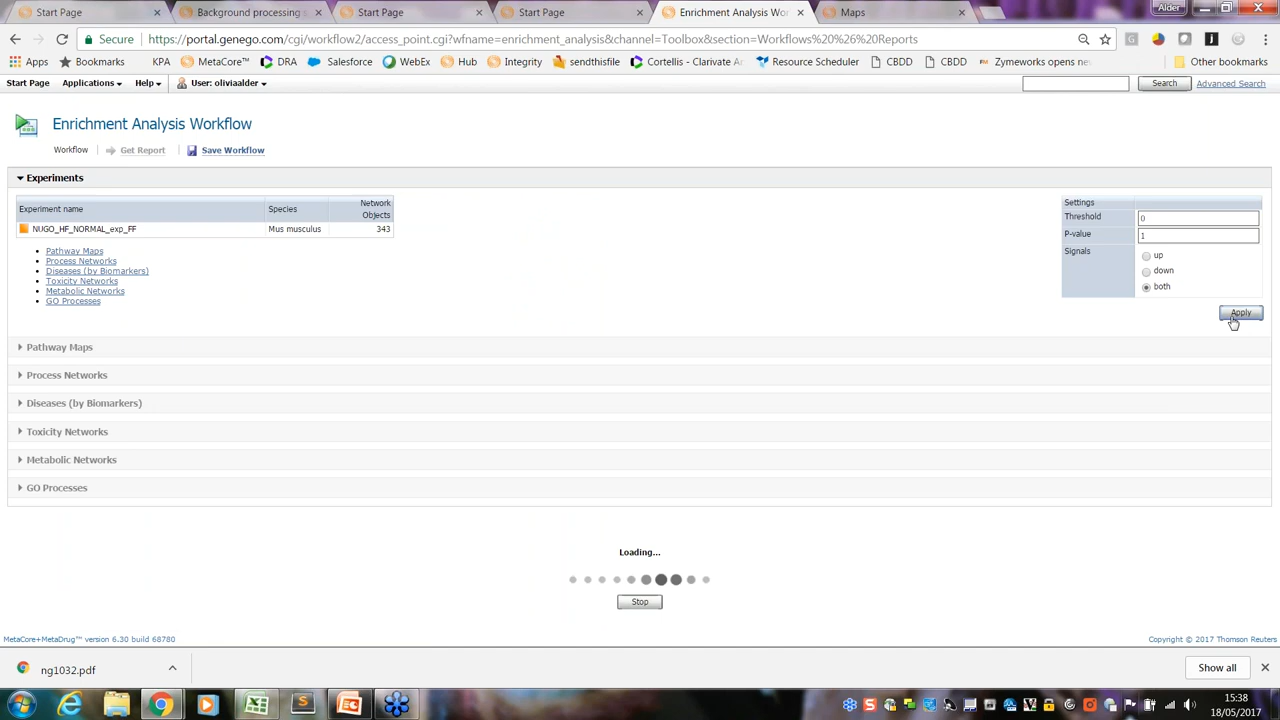 Start Page
Background processing s
Start Page
Start Page
Enrichment Analysis Wo
Maps
Alder
Secure
https://portal.genego.com/cgi/workflow2/access_point.cgi?wfname=enrichment_analysis&channel=Toolbox&section=Workflows%20%26%20Reports
Apps
Bookmarks
KPA
MetaCore™
DRA
Salesforce
WebEx
Hub
Integrity
sendthisfile
Cortellis - Clarivate An
Resource Scheduler
CBDD
CBDD
Zymeworks opens ne
Other bookmarks
Start Page
Applications
Help
User: oliviaalder
Search
Advanced Search
Enrichment Analysis Workflow
Workflow
Get Report
Save Workflow
Experiments
Experiment name
Species
Network
Objects
NUGO_HF_NORMAL_exp_FF
Mus musculus
343
Pathway Maps
Process Networks
Diseases (by Biomarkers)
Toxicity Networks
Metabolic Networks
GO Processes
Settings
Threshold
0
P-value
1
Signals
up
down
both
Apply
Pathway Maps
Process Networks
Diseases (by Biomarkers)
Toxicity Networks
Metabolic Networks
GO Processes
Loading...
Stop
MetaCore+MetaDrug™ version 6.30 build 68780
Copyright © 2017 Thomson Reuters
ng1032.pdf
Show all
15:38
18/05/2017